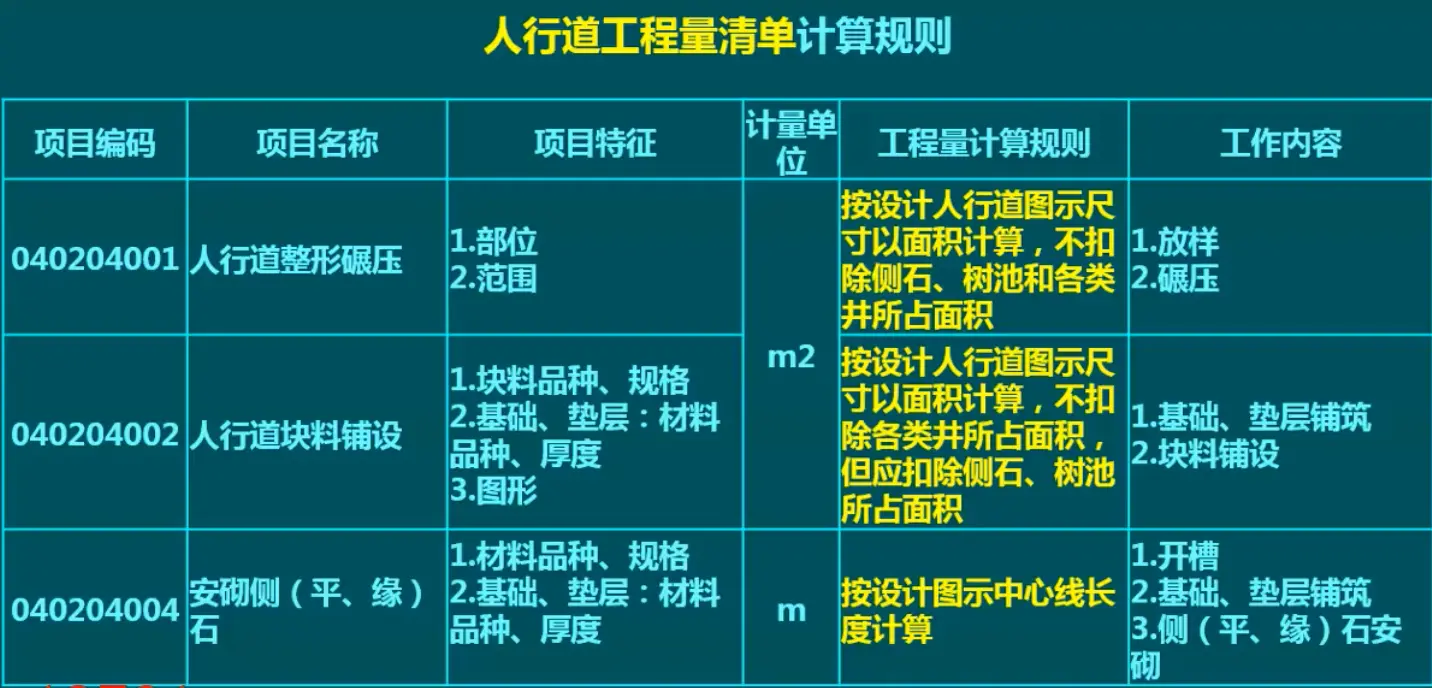 人行道工程量清单计算规则
项目编码
项目名称
项目特征
计量单
位
工程量计算规则
工作内容
040204001
人行道整形碾压
1.部位
2.范围
m2
按设计人行道图示尺
寸以面积计算，不扣
除侧石、树池和各类
井所占面积
1.放样
2.碾压
040204002
人行道块料铺设
1.块料品种、规格
2.基础、垫层：材料
品种、厚度
3.图形
按设计人行道图示尺
寸以面积计算，不扣
除各类井所占面积，
但应扣除侧石、树池
所占面积
1.基础、垫层铺筑
2.块料铺设
040204004
安砌侧（平、缘）
石
1.材料品种、规格
2.基础、垫层：材料
品种、厚度
m
按设计图示中心线长
度计算
1.开槽
2.基础、垫层铺筑
3.侧（平、缘）石安
砌